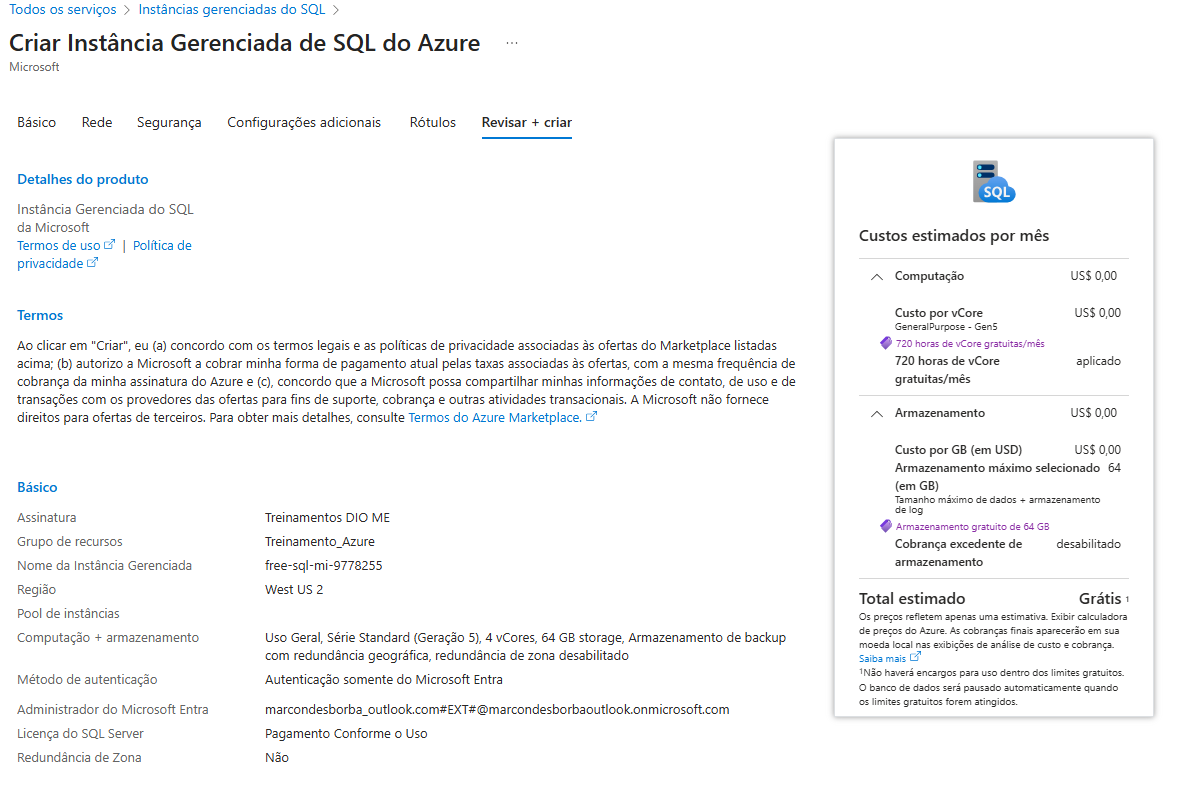 Todos os serviços > Instâncias gerenciadas do SQL >
Criar Instância Gerenciada de SQL do Azure ...
Microsoft
Básico Rede Segurança Configurações adicionais Rótulos Revisar + criar
Detalhes do produto
Instância Gerenciada do SQL
da Microsoft
Termos de uso | Política de
privacidade
Termos
Ao clicar em "Criar", eu (a) concordo com os termos legais e as políticas de privacidade associadas às ofertas do Marketplace listadas
acima; (b) autorizo a Microsoft a cobrar minha forma de pagamento atual pelas taxas associadas às ofertas, com a mesma frequência de
cobrança da minha assinatura do Azure e (c), concordo que a Microsoft possa compartilhar minhas informações de contato, de uso e de
transações com os provedores das ofertas para fins de suporte, cobrança e outras atividades transacionais. A Microsoft não fornece
direitos para ofertas de terceiros. Para obter mais detalhes, consulte Termos do Azure Marketplace.
Básico
Assinatura Treinamentos DIO ME
Grupo de recursos Treinamento_Azure
Nome da Instância Gerenciada free-sql-mi-9778255
Região West US 2
Pool de instâncias
Computação + armazenamento Uso Geral, Série Standard (Geração 5), 4 vCores, 64 GB storage, Armazenamento de backup
com redundância geográfica, redundância de zona desabilitado
Método de autenticação Autenticação somente do Microsoft Entra
Administrador do Microsoft Entra marcondesborba_outlook.com#EXT#@marcondesborbaoutlook.onmicrosoft.com
Licença do SQL Server Pagamento Conforme o Uso
Redundância de Zona Não
SQL
Custos estimados por mês
Computação US$ 0,00
Custo por vCore US$ 0,00
GeneralPurpose - Gen5
720 horas de vCore gratuitas/mês
720 horas de vCore aplicado
gratuitas/mês
Armazenamento US$ 0,00
Custo por GB (em USD) US$ 0,00
Armazenamento máximo selecionado 64
(em GB)
Tamanho máximo de dados + armazenamento
de log
Armazenamento gratuito de 64 GB
Cobrança excedente de desabilitado
armazenamento
Total estimado Grátis 1
Os preços refletem apenas uma estimativa. Exibir calculadora
de preços do Azure. As cobranças finais aparecerão em sua
moeda local nas exibições de análise de custo e cobrança.
Saiba mais
¹Não haverá encargos para uso dentro dos limites gratuitos.
O banco de dados será pausado automaticamente quando
os limites gratuitos forem atingidos.